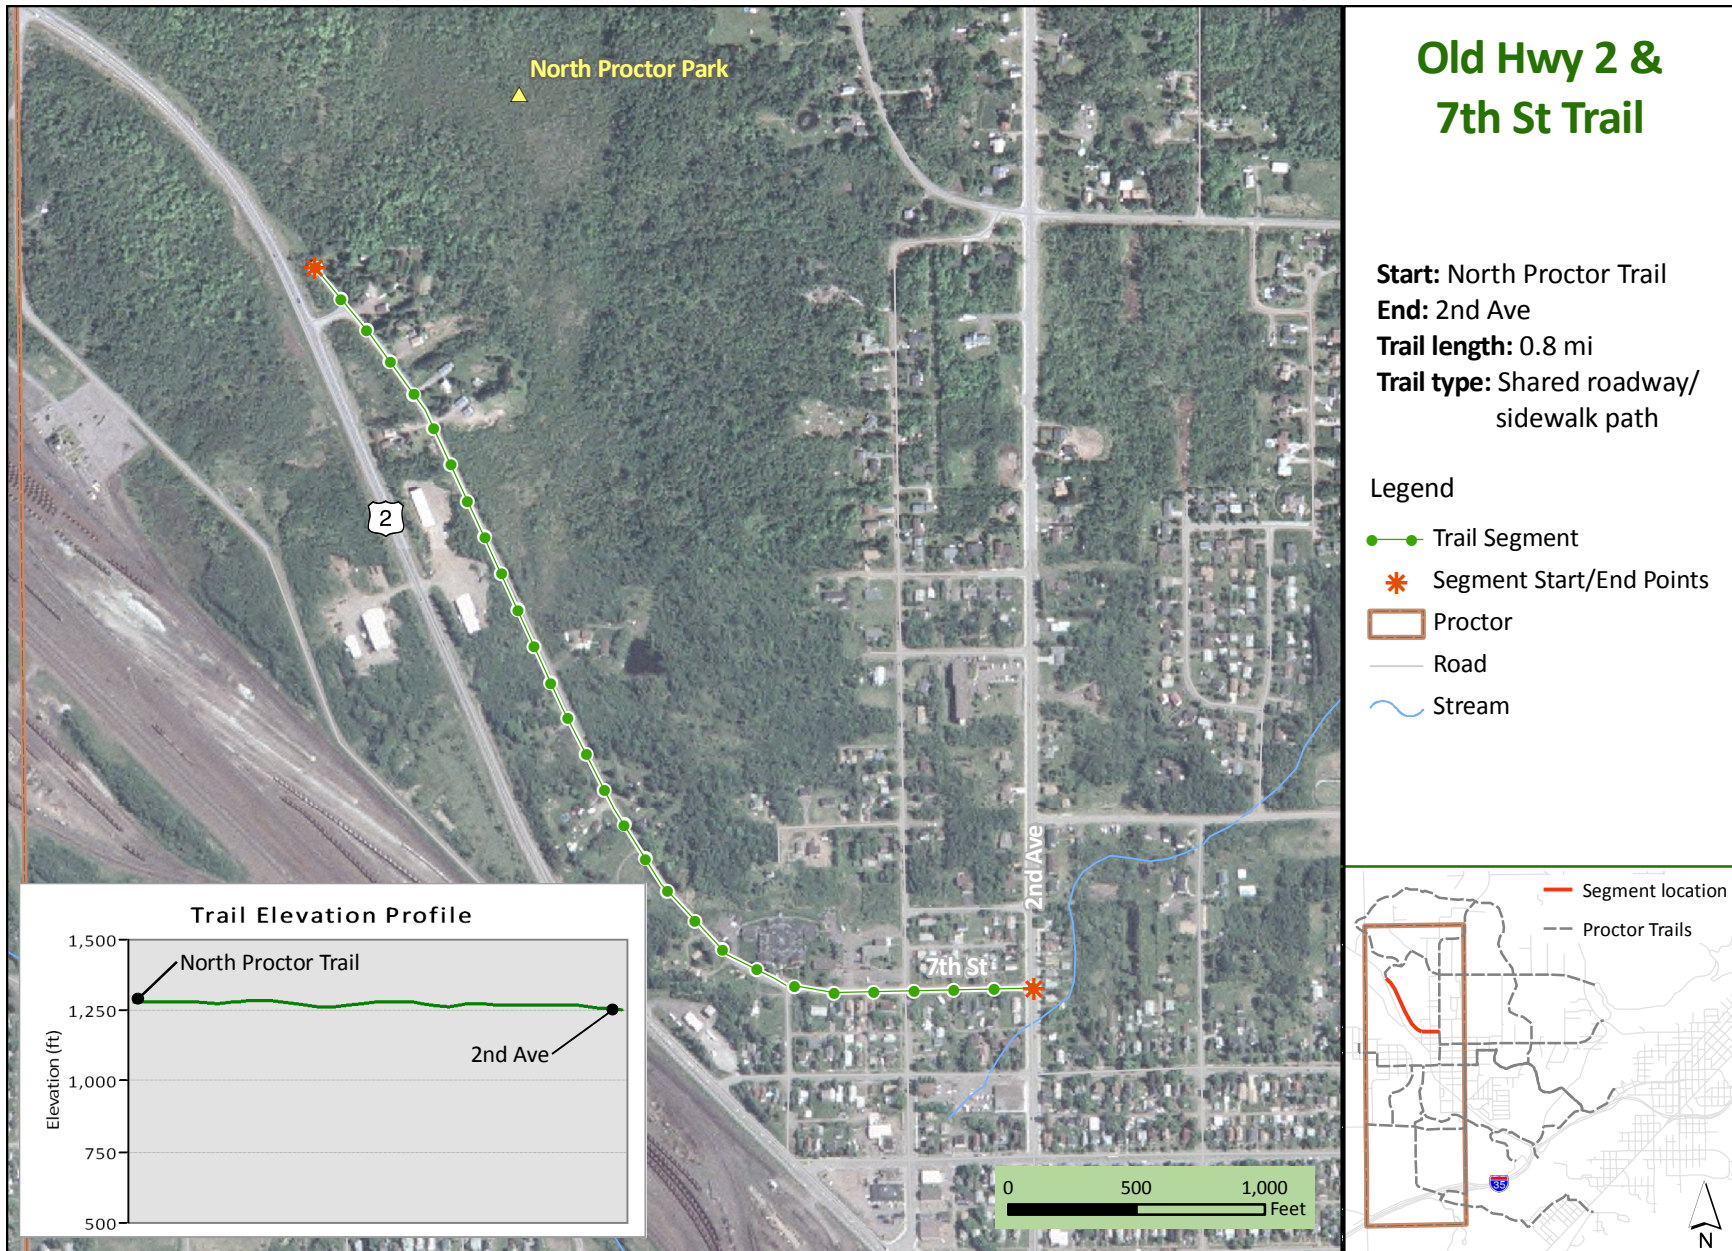 North Proctor Park
2
2nd Ave
7th St
Trail Elevation Profile
1,500
1,250
1,000
750
500
Elevation (ft)
North Proctor Trail
2nd Ave
0
500
1,000
Feet
Old Hwy 2 &
7th St Trail
Start: North Proctor Trail
End: 2nd Ave
Trail length: 0.8 mi
Trail type: Shared roadway/
sidewalk path
Legend
Trail Segment
Segment Start/End Points
Proctor
Road
Stream
Segment location
Proctor Trails
35
N